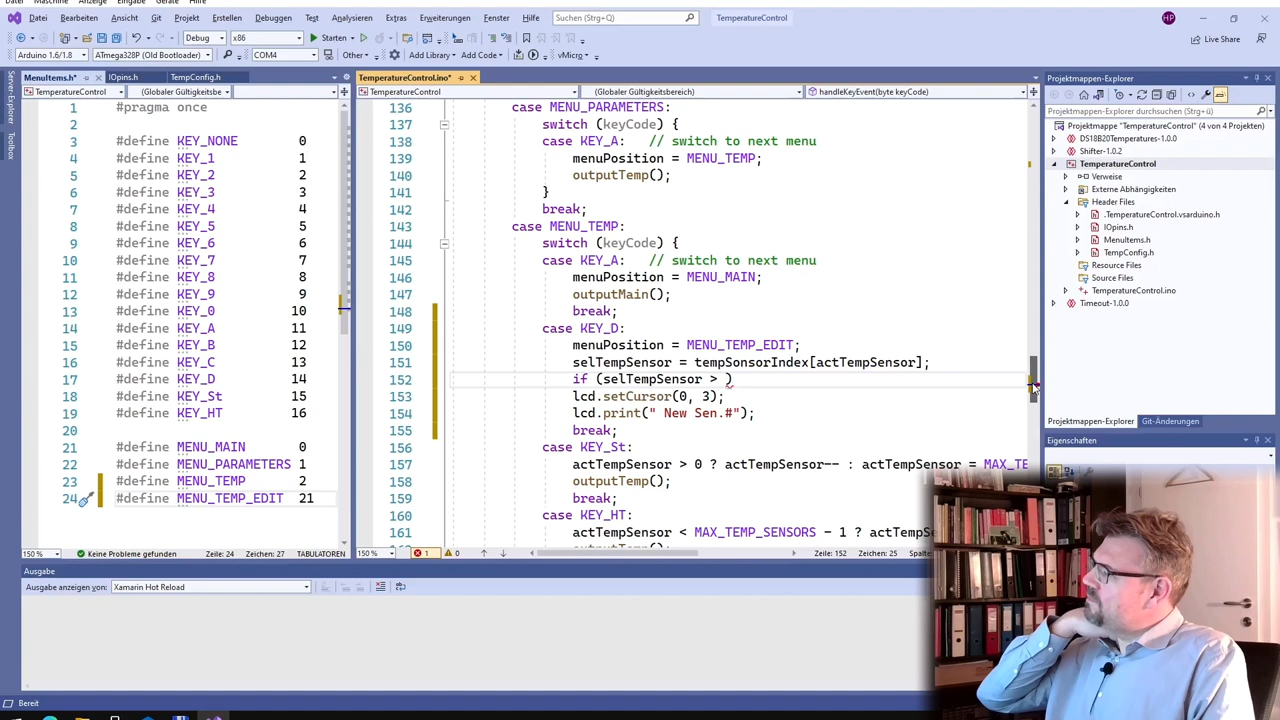 Datei Bearbeiten Ansicht Git Projekt Erstellen Debuggen Test Analysieren Extras Erweiterungen Fenster Hilfe Suchen (Strg+Q) TemperatureControl HP
Debug x86 Starten Live Share
Arduino 1.6/1.8 ATmega328P (Old Bootloader) COM4 Other Add Library Add Code vMicro
Server-Explorer
Toolbox
MenuItems.h* IOpins.h TempConfig.h
TemperatureControl (Globaler Gültigkeitsbe
1 #pragma once
2
3 #define KEY_NONE 0
4 #define KEY_1 1
5 #define KEY_2 2
6 #define KEY_3 3
7 #define KEY_4 4
8 #define KEY_5 5
9 #define KEY_6 6
10 #define KEY_7 7
11 #define KEY_8 8
12 #define KEY_9 9
13 #define KEY_0 10
14 #define KEY_A 11
15 #define KEY_B 12
16 #define KEY_C 13
17 #define KEY_D 14
18 #define KEY_St 15
19 #define KEY_HT 16
20
21 #define MENU_MAIN 0
22 #define MENU_PARAMETERS 1
23 #define MENU_TEMP 2
24 #define MENU_TEMP_EDIT 21
150 % Keine Probleme gefunden Zeile: 24 Zeichen: 27 TABULATOREN
TemperatureControl.ino*
TemperatureControl (Globaler Gültigkeitsbereich) handleKeyEvent(byte keyCode)
136 case MENU_PARAMETERS:
137 switch (keyCode) {
138 case KEY_A: // switch to next menu
139 menuPosition = MENU_TEMP;
140 outputTemp();
141 }
142 break;
143 case MENU_TEMP:
144 switch (keyCode) {
145 case KEY_A: // switch to next menu
146 menuPosition = MENU_MAIN;
147 outputMain();
148 break;
149 case KEY_D:
150 menuPosition = MENU_TEMP_EDIT;
151 selTempSensor = tempSonsorIndex[actTempSensor];
152 if (selTempSensor > )
153 lcd.setCursor(0, 3);
154 lcd.print(" New Sen.#");
155 break;
156 case KEY_St:
157 actTempSensor > 0 ? actTempSensor-- : actTempSensor = MAX_TE
158 outputTemp();
159 break;
160 case KEY_HT:
161 actTempSensor < MAX_TEMP_SENSORS - 1 ? actTempSenso
150 % 1 0 Zeile: 152 Zeichen: 25 Spalte
Projektmappen-Explorer
Projektmappen-Explorer durchsuchen (Strg+ü)
Projektmappe "TemperatureControl" (4 von 4 Projekten)
DS18B20Temperatures-1.0.0
Shifter-1.0.2
TemperatureControl
Verweise
Externe Abhängigkeiten
Header Files
.TemperatureControl.vsarduino.h
IOpins.h
MenuItems.h
TempConfig.h
Resource Files
Source Files
TemperatureControl.ino
Timeout-1.0.0
Projektmappen-Explorer Git-Änderungen
Eigenschaften
Ausgabe
Ausgabe anzeigen von: Xamarin Hot Reload
Bereit